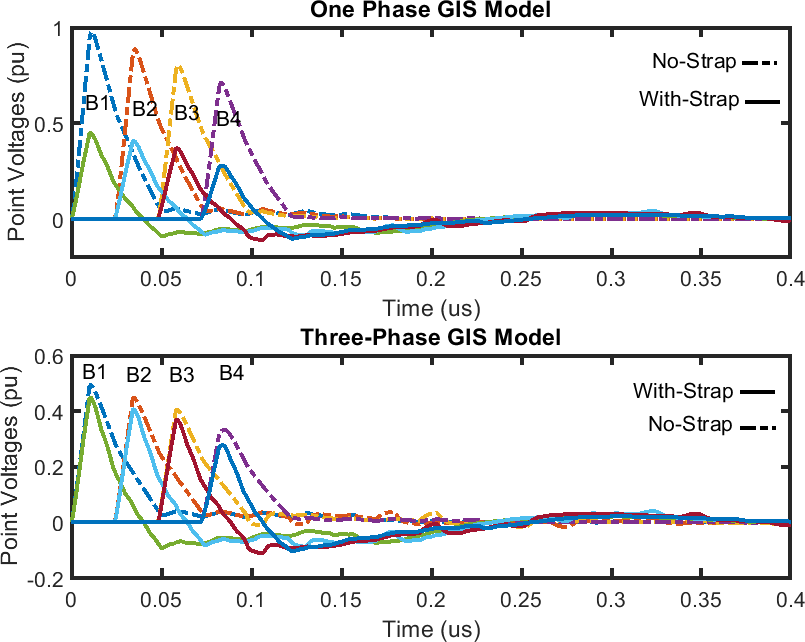 One Phase GIS Model
Point Voltages (pu)
1
0.5
0
No-Strap
With-Strap
B1
B2
B3
B4
0 0.05 0.1 0.15 0.2 0.25 0.3 0.35 0.4
Time (us)
Three-Phase GIS Model
Point Voltages (pu)
0.6
0.4
0.2
0
-0.2
B1 B2 B3 B4
With-Strap
No-Strap
0 0.05 0.1 0.15 0.2 0.25 0.3 0.35 0.4
Time (us)